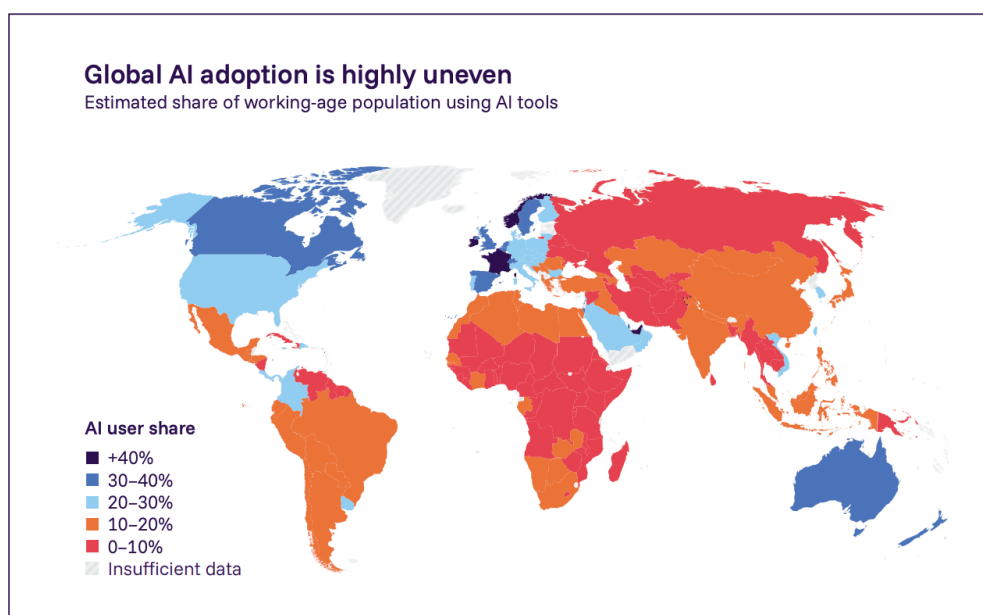 Global AI adoption is highly uneven
Estimated share of working-age population using AI tools
AI user share
+40%
30–40%
20–30%
10–20%
0–10%
Insufficient data